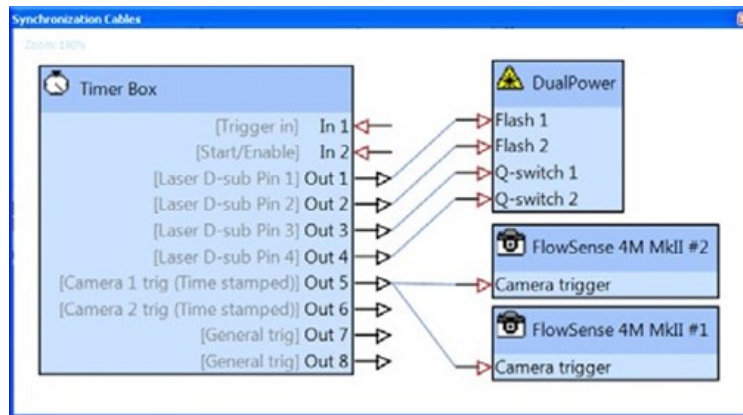 Synchronization Cables
Zoom: 180%
Timer Box
[Trigger in] In 1
[Start/Enable] In 2
[Laser D-sub Pin 1] Out 1
[Laser D-sub Pin 2] Out 2
[Laser D-sub Pin 3] Out 3
[Laser D-sub Pin 4] Out 4
[Camera 1 trig (Time stamped)] Out 5
[Camera 2 trig (Time stamped)] Out 6
[General trig] Out 7
[General trig] Out 8
DualPower
Flash 1
Flash 2
Q-switch 1
Q-switch 2
FlowSense 4M MkII #2
Camera trigger
FlowSense 4M MkII #1
Camera trigger